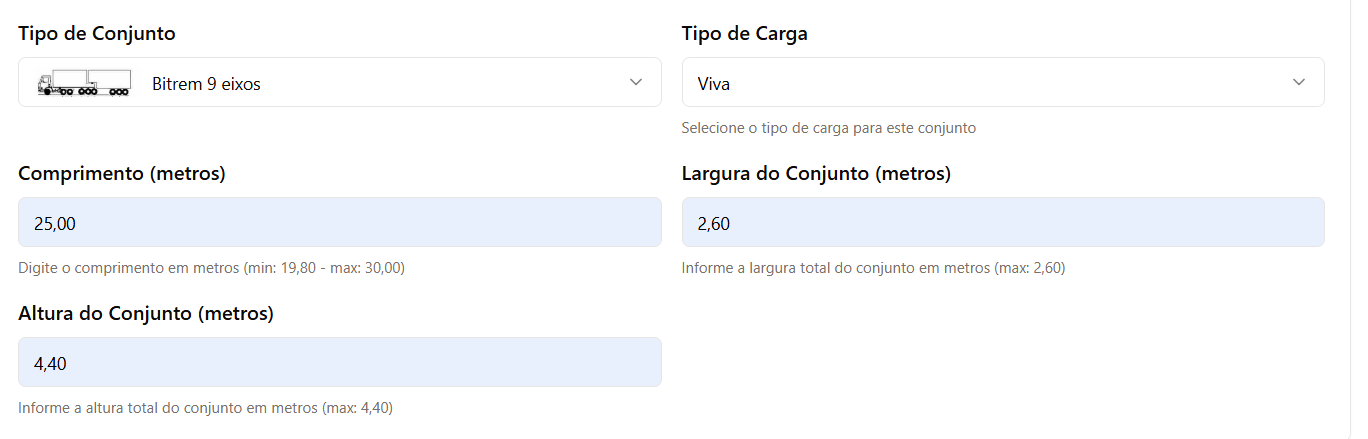 Tipo de Conjunto
Tipo de Carga
Bitrem 9 eixos
Viva
Selecione o tipo de carga para este conjunto
Comprimento (metros)
Largura do Conjunto (metros)
25,00
2,60
Digite o comprimento em metros (min: 19,80 - max: 30,00)
Informe a largura total do conjunto em metros (max: 2,60)
Altura do Conjunto (metros)
4,40
Informe a altura total do conjunto em metros (max: 4,40)